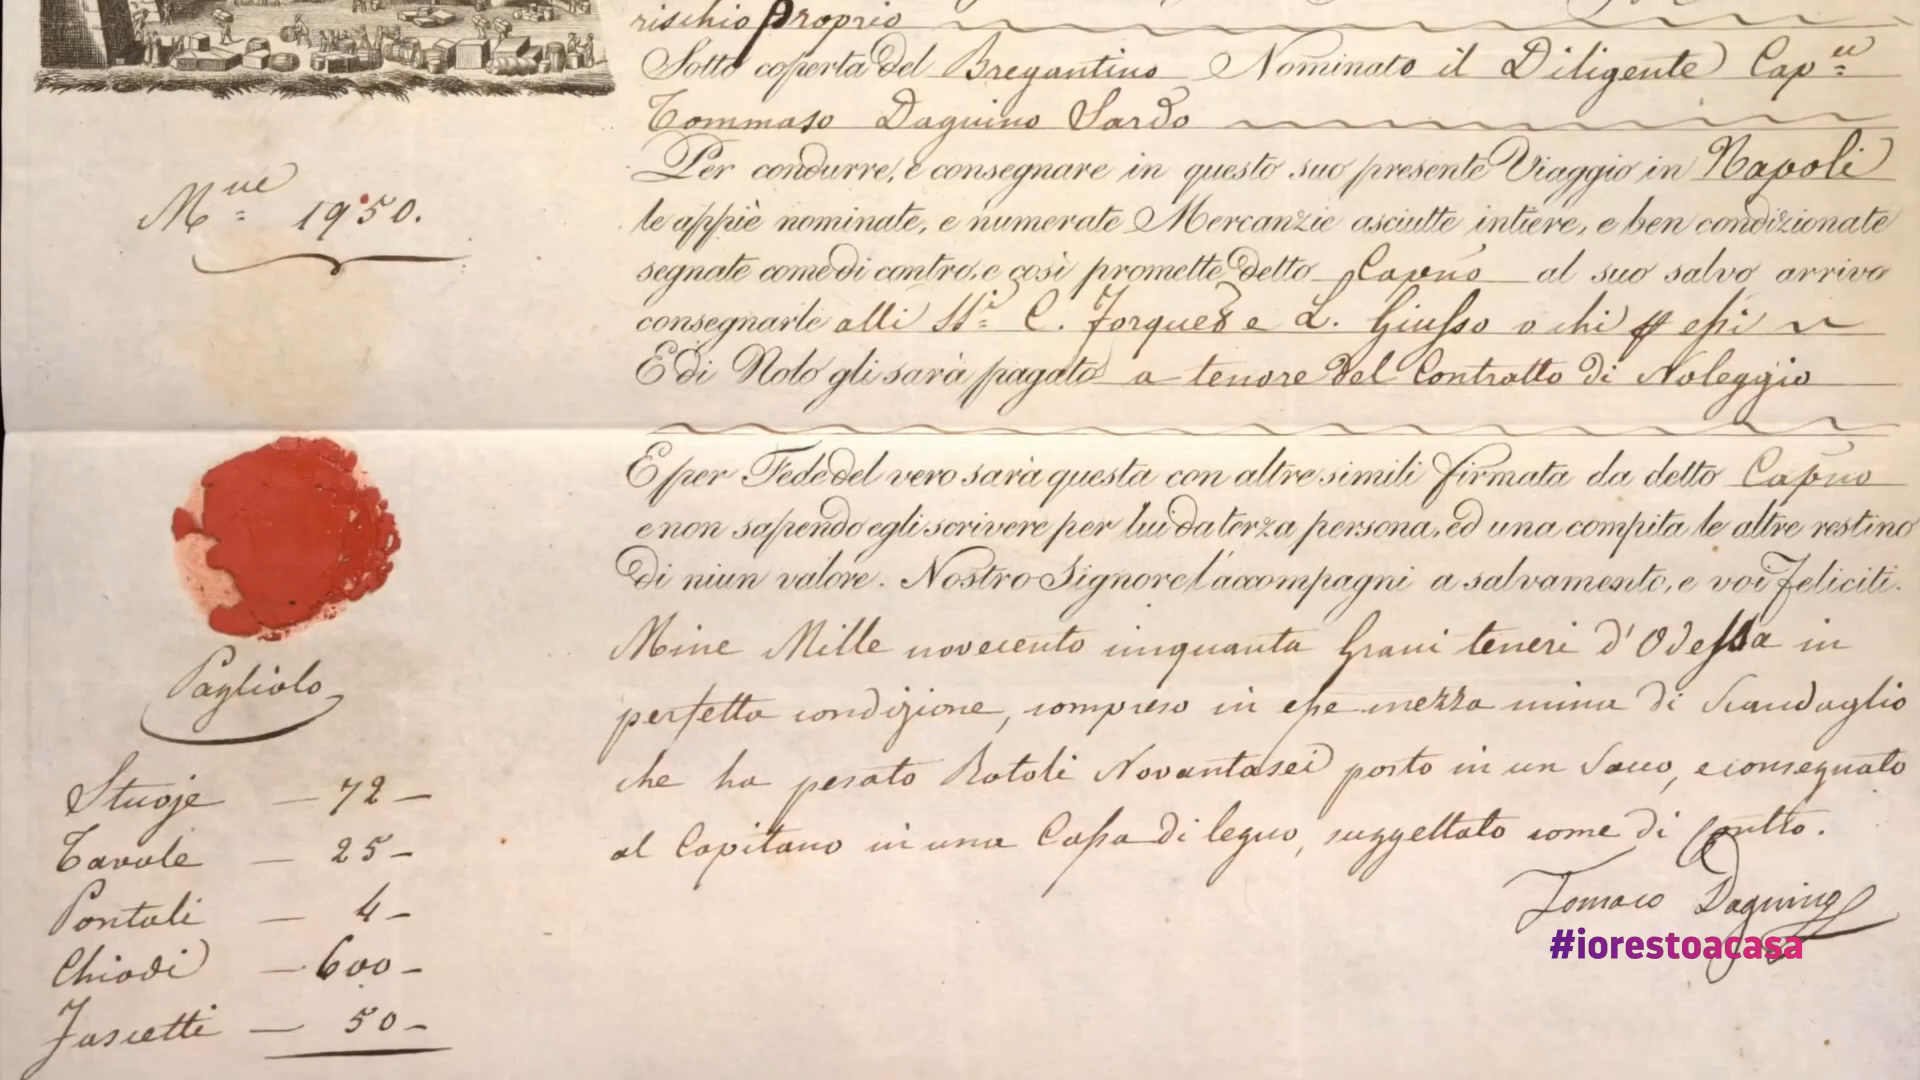 rischio proprio
Sotto coperta del Bregantino Nominato il Diligente Cap.
Tommaso Dagnino Sardo
Per condurre, e consegnare in questo suo presente Viaggio in Napoli
le appiè nominate, e numerate Mercanzie asciutte intiere, e ben condizionate
segnate come di contro, e così promette detto Capno al suo salvo arrivo
consegnarle alli SSri C. Forquet e L. Giusso o chi p essi
E di Nolo gli sarà pagato a tenore del Contratto di Noleggio
E per Fede del vero sarà questa con altre simili firmata da detto Capno
e non sapendo egli scrivere per lui da terza persona, ed una compita le altre restino
di niun valore. Nostro Signore l'accompagni a salvamento, e voi feliciti.
Mine Mille novecento cinquanta Grani teneri d'Odessa in
perfetta condizione, compreso in esse mezza mina di Scandaglio
che ha pesato Rotoli Novantasei posto in un Sacco, e consegnato
al Capitano in una Cassa di legno, suggellato come di contro.
Tomaso Dagnino
Mne 1950.
Pagliolo
Stuoje — 72 —
Tavole — 25 —
Pontali — 4 —
Chiodi — 600 —
Fascetti — 50 —
#iorestoacasa